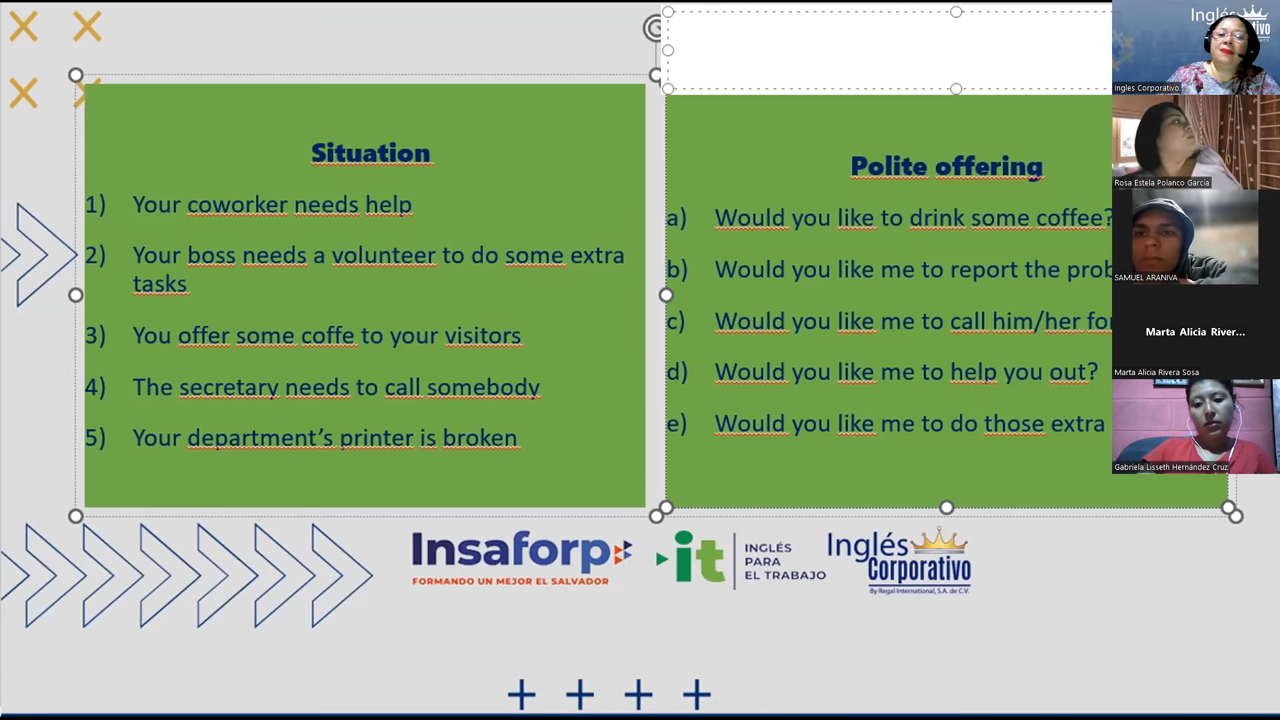 Situation
1) Your coworker needs help
2) Your boss needs a volunteer to do some extra
tasks
3) You offer some coffe to your visitors
4) The secretary needs to call somebody
5) Your department's printer is broken
Polite offering
a) Would you like to drink some coffee?
b) Would you like me to report the prob
c) Would you like me to call him/her for
d) Would you like me to help you out?
e) Would you like me to do those extra
Insaforp
FORMANDO UN MEJOR EL SALVADOR
it
INGLÉS
PARA
EL TRABAJO
Inglés
Corporativo
By Regal International, S.A. de C.V.
Inglés
Ingles Corporativo
Rosa Estela Polanco García
SAMUEL ARANIVA
Marta Alicia River...
Marta Alicia Rivera Sosa
Gabriela Lisseth Hernández Cruz